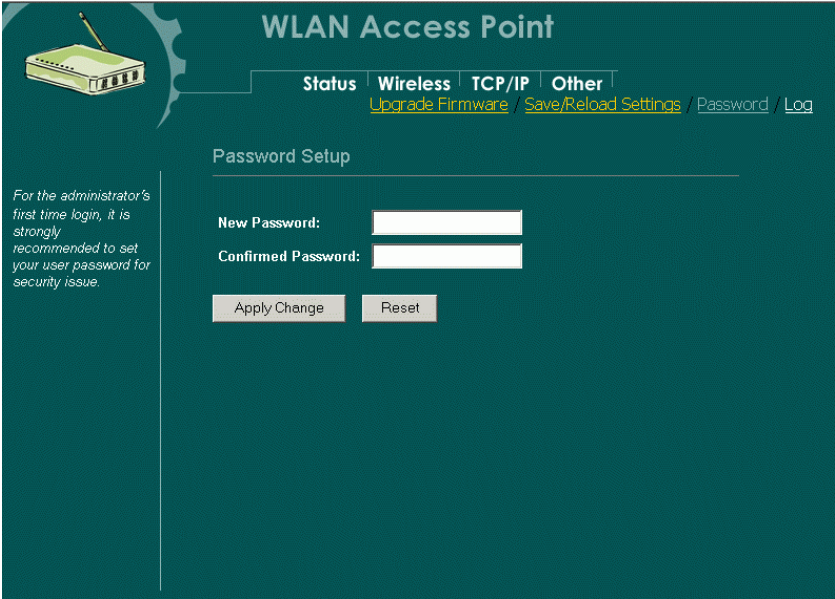 WLAN Access Point
Status Wireless TCP/IP Other
Upgrade Firmware / Save/Reload Settings / Password / Log
Password Setup
For the administrator's
first time login, it is
strongly
recommended to set
your user password for
security issue.
New Password:
Confirmed Password:
Apply Change Reset